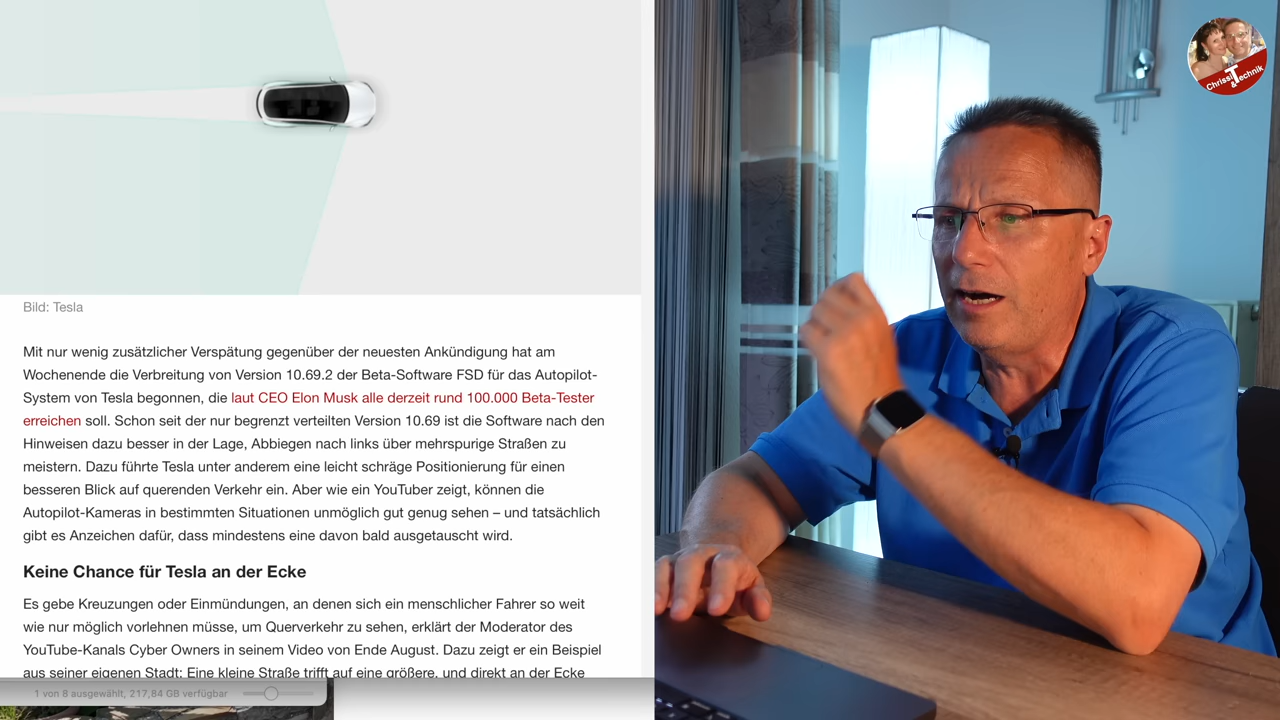 Bild: Tesla
Mit nur wenig zusätzlicher Verspätung gegenüber der neuesten Ankündigung hat am
Wochenende die Verbreitung von Version 10.69.2 der Beta-Software FSD für das Autopilot-
System von Tesla begonnen, die laut CEO Elon Musk alle derzeit rund 100.000 Beta-Tester
erreichen soll. Schon seit der nur begrenzt verteilten Version 10.69 ist die Software nach den
Hinweisen dazu besser in der Lage, Abbiegen nach links über mehrspurige Straßen zu
meistern. Dazu führte Tesla unter anderem eine leicht schräge Positionierung für einen
besseren Blick auf querenden Verkehr ein. Aber wie ein YouTuber zeigt, können die
Autopilot-Kameras in bestimmten Situationen unmöglich gut genug sehen – und tatsächlich
gibt es Anzeichen dafür, dass mindestens eine davon bald ausgetauscht wird.
Keine Chance für Tesla an der Ecke
Es gebe Kreuzungen oder Einmündungen, an denen sich ein menschlicher Fahrer so weit
wie nur möglich vorlehnen müsse, um Querverkehr zu sehen, erklärt der Moderator des
YouTube-Kanals Cyber Owners in seinem Video von Ende August. Dazu zeigt er ein Beispiel
aus seiner eigenen Stadt: Eine kleine Straße trifft auf eine größere, und direkt an der Ecke
1 von 8 ausgewählt, 217,84 GB verfügbar
Chrissi & Technik